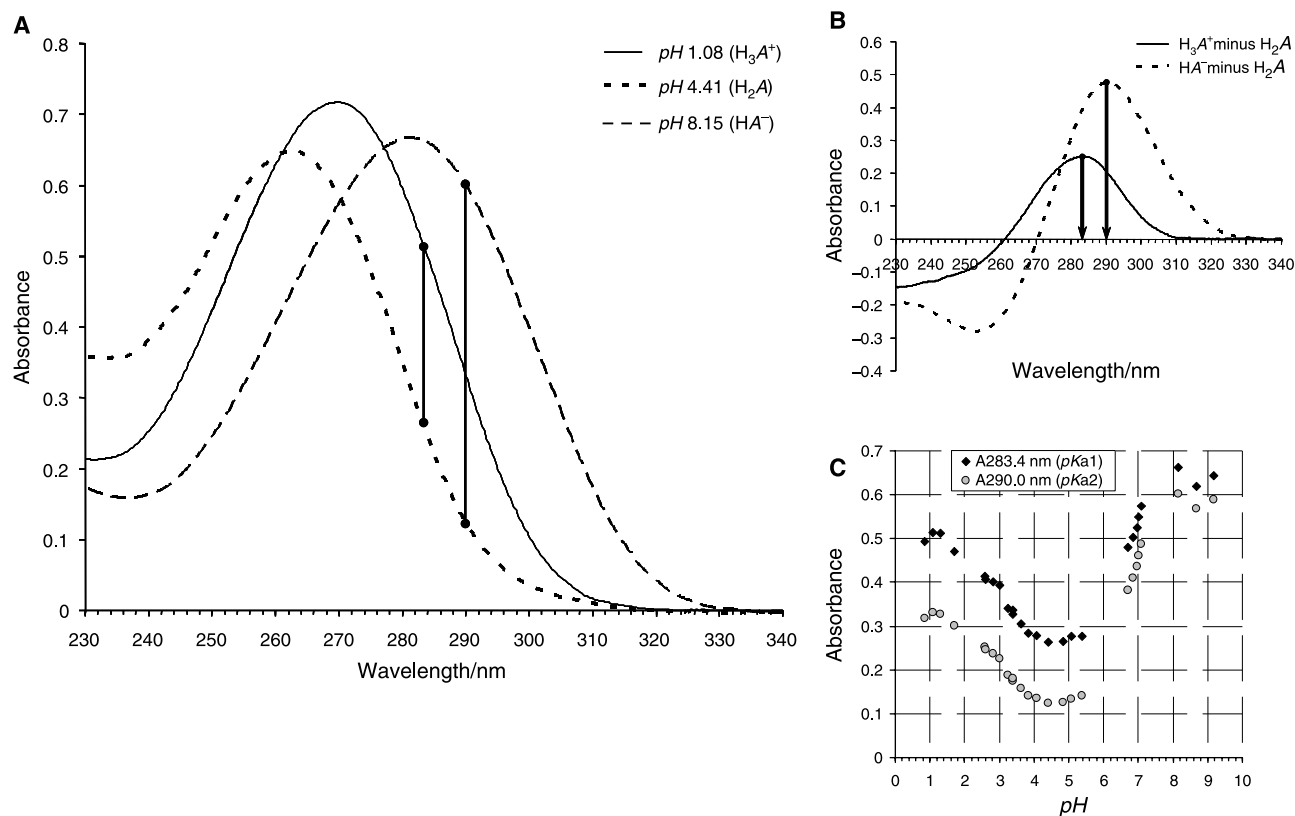 A
0.8
0.7
0.6
0.5
0.4
0.3
0.2
0.1
0
Absorbance
230 240 250 260 270 280 290 300 310 320 330 340
Wavelength/nm
pH 1.08 (H₃A⁺)
pH 4.41 (H₂A)
pH 8.15 (HA⁻)
B
0.6
0.5
0.4
0.3
0.2
0.1
0
−0.1
−0.2
−0.3
−0.4
Absorbance
230 240 250 260 270 280 290 300 310 320 330 340
Wavelength/nm
H₃A⁺minus H₂A
HA⁻minus H₂A
C
0.7
0.6
0.5
0.4
0.3
0.2
0.1
0
Absorbance
0 1 2 3 4 5 6 7 8 9 10
pH
A283.4 nm (pKa1)
A290.0 nm (pKa2)